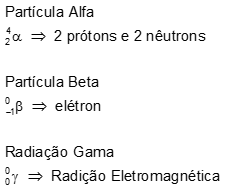 Partícula Alfa
⁴₂α ⇒ 2 prótons e 2 nêutrons
Partícula Beta
⁰₋₁β ⇒ elétron
Radiação Gama
⁰₀γ ⇒ Radição Eletromagnética